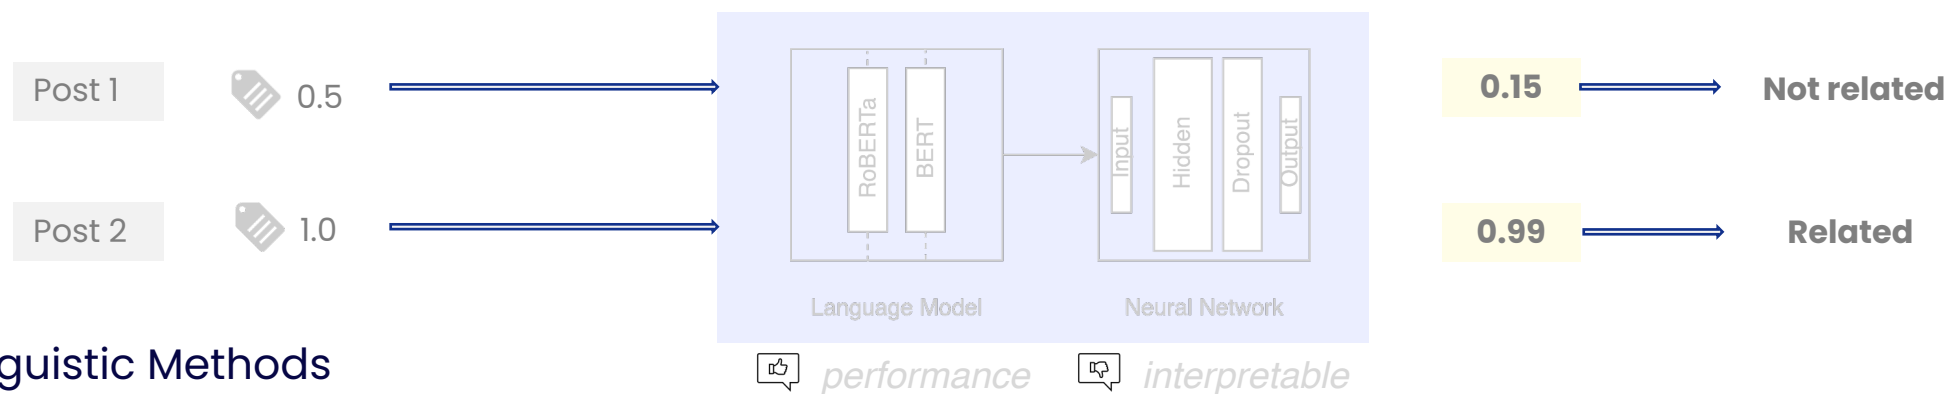 Post 1
0.5
RoBERTa
BERT
Input
Hidden
Dropout
Output
0.15
Not related
Post 2
1.0
0.99
Related
Language Model
Neural Network
guistic Methods
performance
interpretable